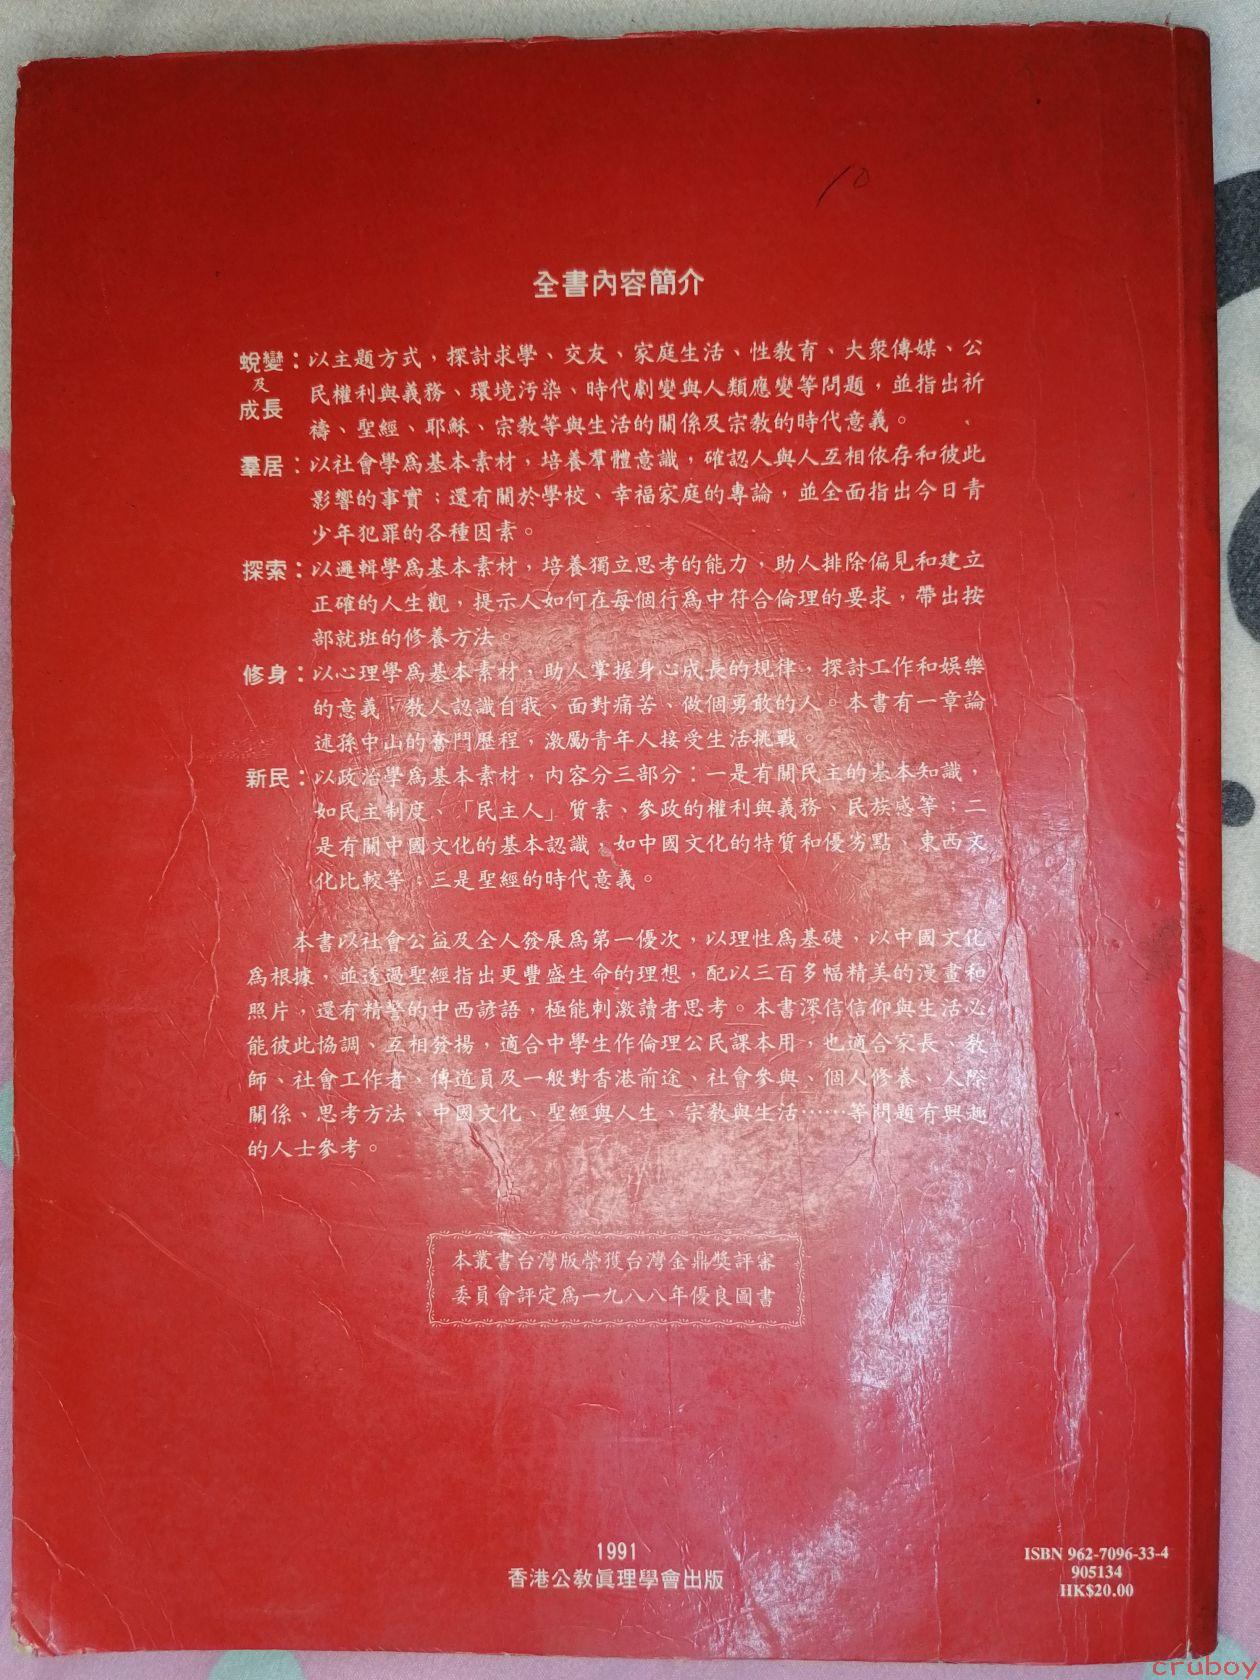 10
全書內容簡介
蛻變及成長：以主題方式，探討求學、交友、家庭生活、性教育、大衆傳媒、公
民權利與義務、環境污染、時代劇變與人類應變等問題，並指出祈
禱、聖經、耶穌、宗教等與生活的關係及宗教的時代意義。
羣居：以社會學爲基本素材，培養羣體意識，確認人與人互相依存和彼此
影響的事實；還有關於學校、幸福家庭的專論，並全面指出今日青
少年犯罪的各種因素。
探索：以邏輯學爲基本素材，培養獨立思考的能力，助人排除偏見和建立
正確的人生觀，提示人如何在每個行爲中符合倫理的要求，帶出按
部就班的修養方法。
修身：以心理學爲基本素材，助人掌握身心成長的規律，探討工作和娛樂
的意義，教人認識自我、面對痛苦、做個勇敢的人。本書有一章論
述孫中山的奮鬥歷程，激勵青年人接受生活挑戰。
新民：以政治學爲基本素材，內容分三部分：一是有關民主的基本知識，
如民主制度、「民主人」質素、參政的權利與義務、民族感等；二
是有關中國文化的基本認識，如中國文化的特質和優劣點、東西文
化比較等；三是聖經的時代意義。
本書以社會公益及全人發展爲第一優次，以理性爲基礎，以中國文化
爲根據，並透過聖經指出更豐盛生命的理想，配以三百多幅精美的漫畫和
照片，還有精警的中西諺語，極能刺激讀者思考。本書深信信仰與生活必
能彼此協調、互相發揚，適合中學生作倫理公民課本用，也適合家長、教
師、社會工作者、傳道員及一般對香港前途、社會參與、個人修養、人際
關係、思考方法、中國文化、聖經與人生、宗教與生活……等問題有興趣
的人士參考。
本叢書台灣版榮獲台灣金鼎獎評審
委員會評定爲一九八八年優良圖書
1991
香港公教眞理學會出版
ISBN 962-7096-33-4
905134
HK$20.00
cruboy